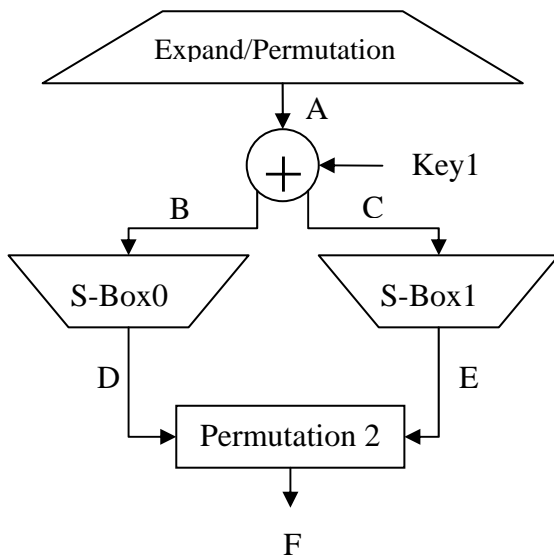 Expand/Permutation
A
Key1
B
C
S-Box0
S-Box1
D
E
Permutation 2
F